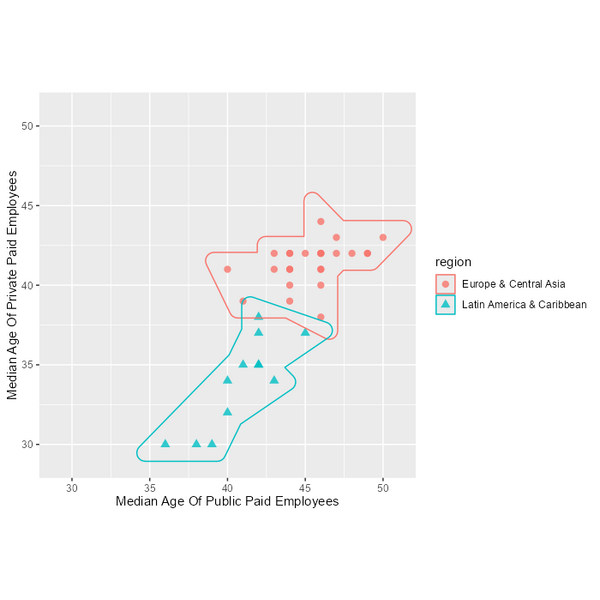 50
45
40
35
30
30 35 40 45 50
Median Age Of Private Paid Employees
Median Age Of Public Paid Employees
region
Europe & Central Asia
Latin America & Caribbean